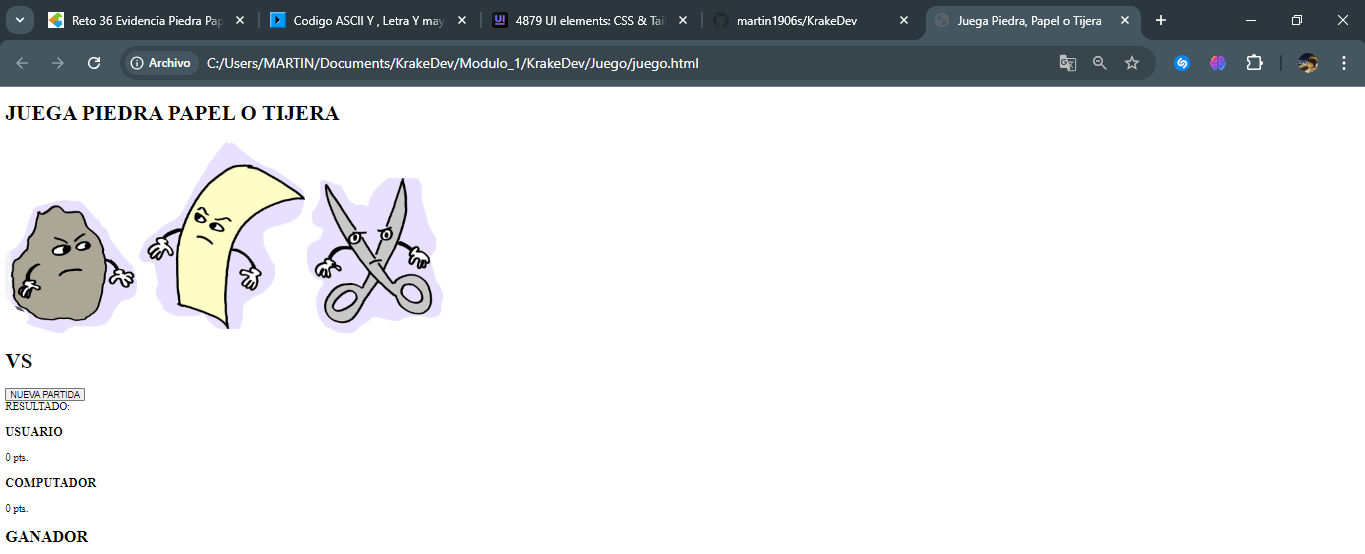 Reto 36 Evidencia Piedra Pap
Codigo ASCII Y , Letra Y may
4879 UI elements: CSS & Tail
martin1906s/KrakeDev
Juega Piedra, Papel o Tijera
Archivo
C:/Users/MARTIN/Documents/KrakeDev/Modulo_1/KrakeDev/Juego/juego.html
JUEGA PIEDRA PAPEL O TIJERA
VS
NUEVA PARTIDA
RESULTADO:
USUARIO
0 pts.
COMPUTADOR
0 pts.
GANADOR